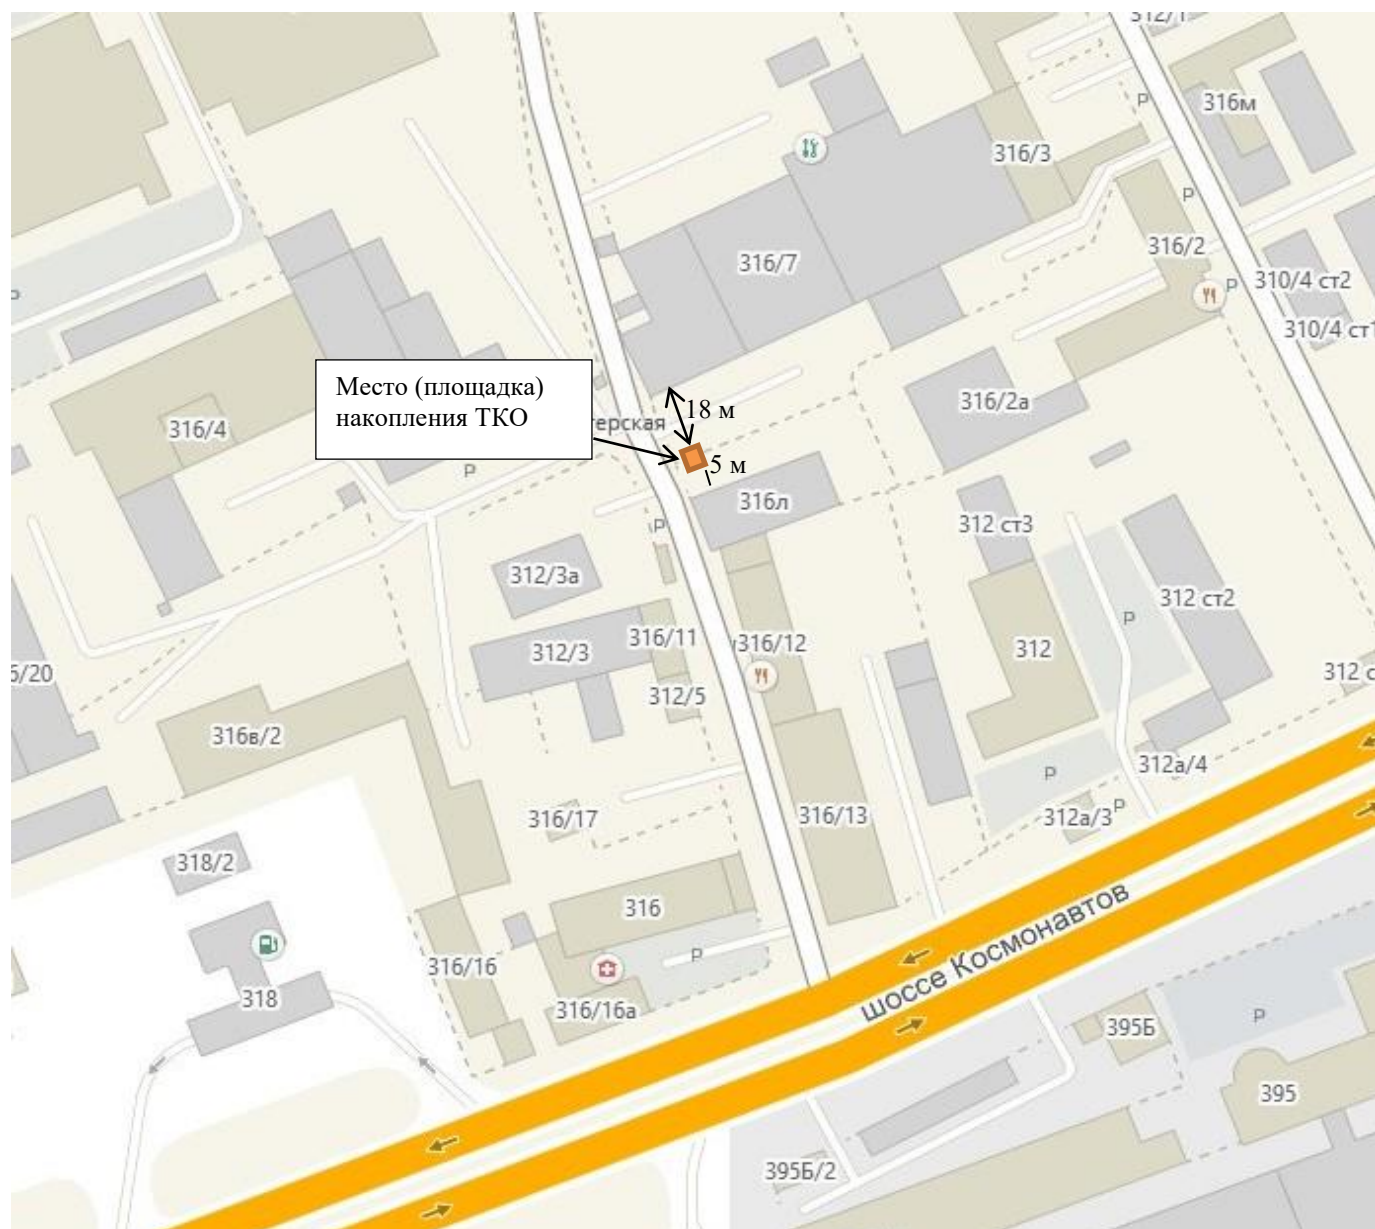 312/1
316м
P
316/3
P
316/2
316/7
310/4 ст2
P
P
310/4 ст1
Место (площадка)
накопления ТКО
18 м
316/2а
терская
316/4
5 м
P
316л
312 ст3
P
312/3а
312 ст2
P
316/11
316/12
312
312/3
5/20
312 с
312/5
316в/2
312а/4
P
316/17
316/13
312а/3
P
318/2
316
шоссе Космонавтов
P
316/16
318
316/16а
P
395Б
395
395Б/2